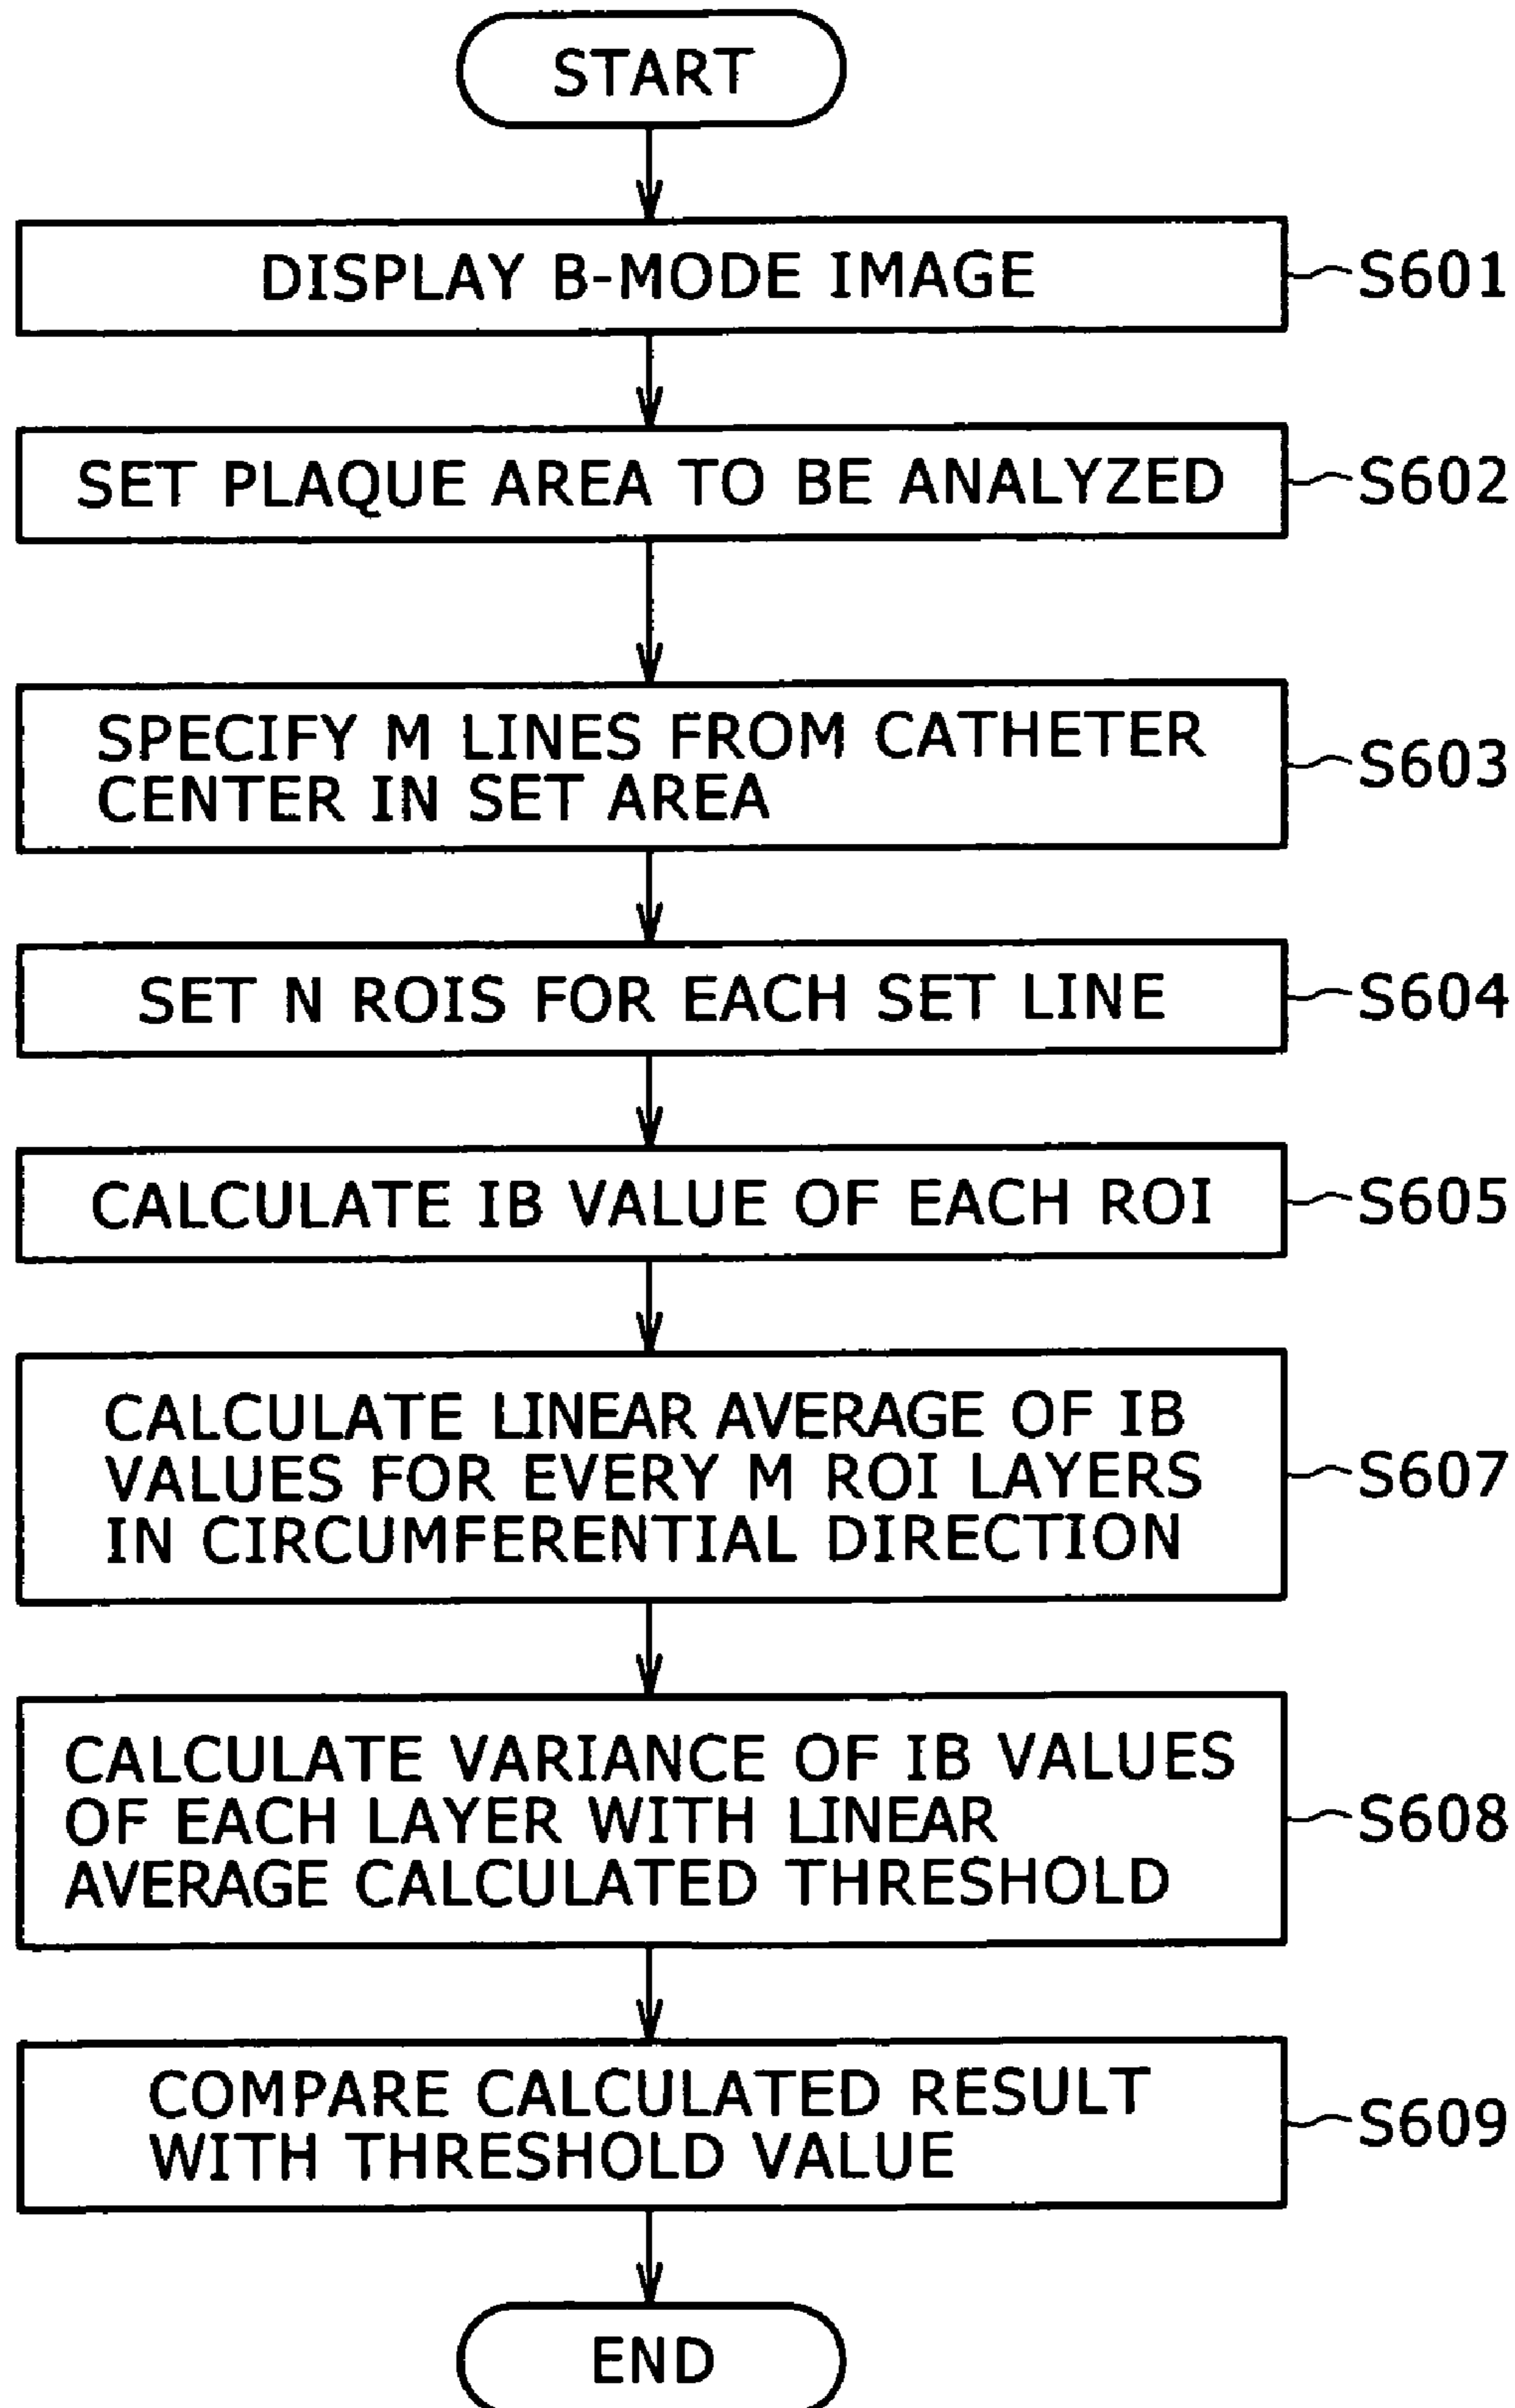 START
DISPLAY B-MODE IMAGE
S601
SET PLAQUE AREA TO BE ANALYZED
S602
SPECIFY M LINES FROM CATHETER
CENTER IN SET AREA
S603
SET N ROIS FOR EACH SET LINE
S604
CALCULATE IB VALUE OF EACH ROI
S605
CALCULATE LINEAR AVERAGE OF IB
VALUES FOR EVERY M ROI LAYERS
IN CIRCUMFERENTIAL DIRECTION
S607
CALCULATE VARIANCE OF IB VALUES
OF EACH LAYER WITH LINEAR
AVERAGE CALCULATED THRESHOLD
S608
COMPARE CALCULATED RESULT
WITH THRESHOLD VALUE
S609
END